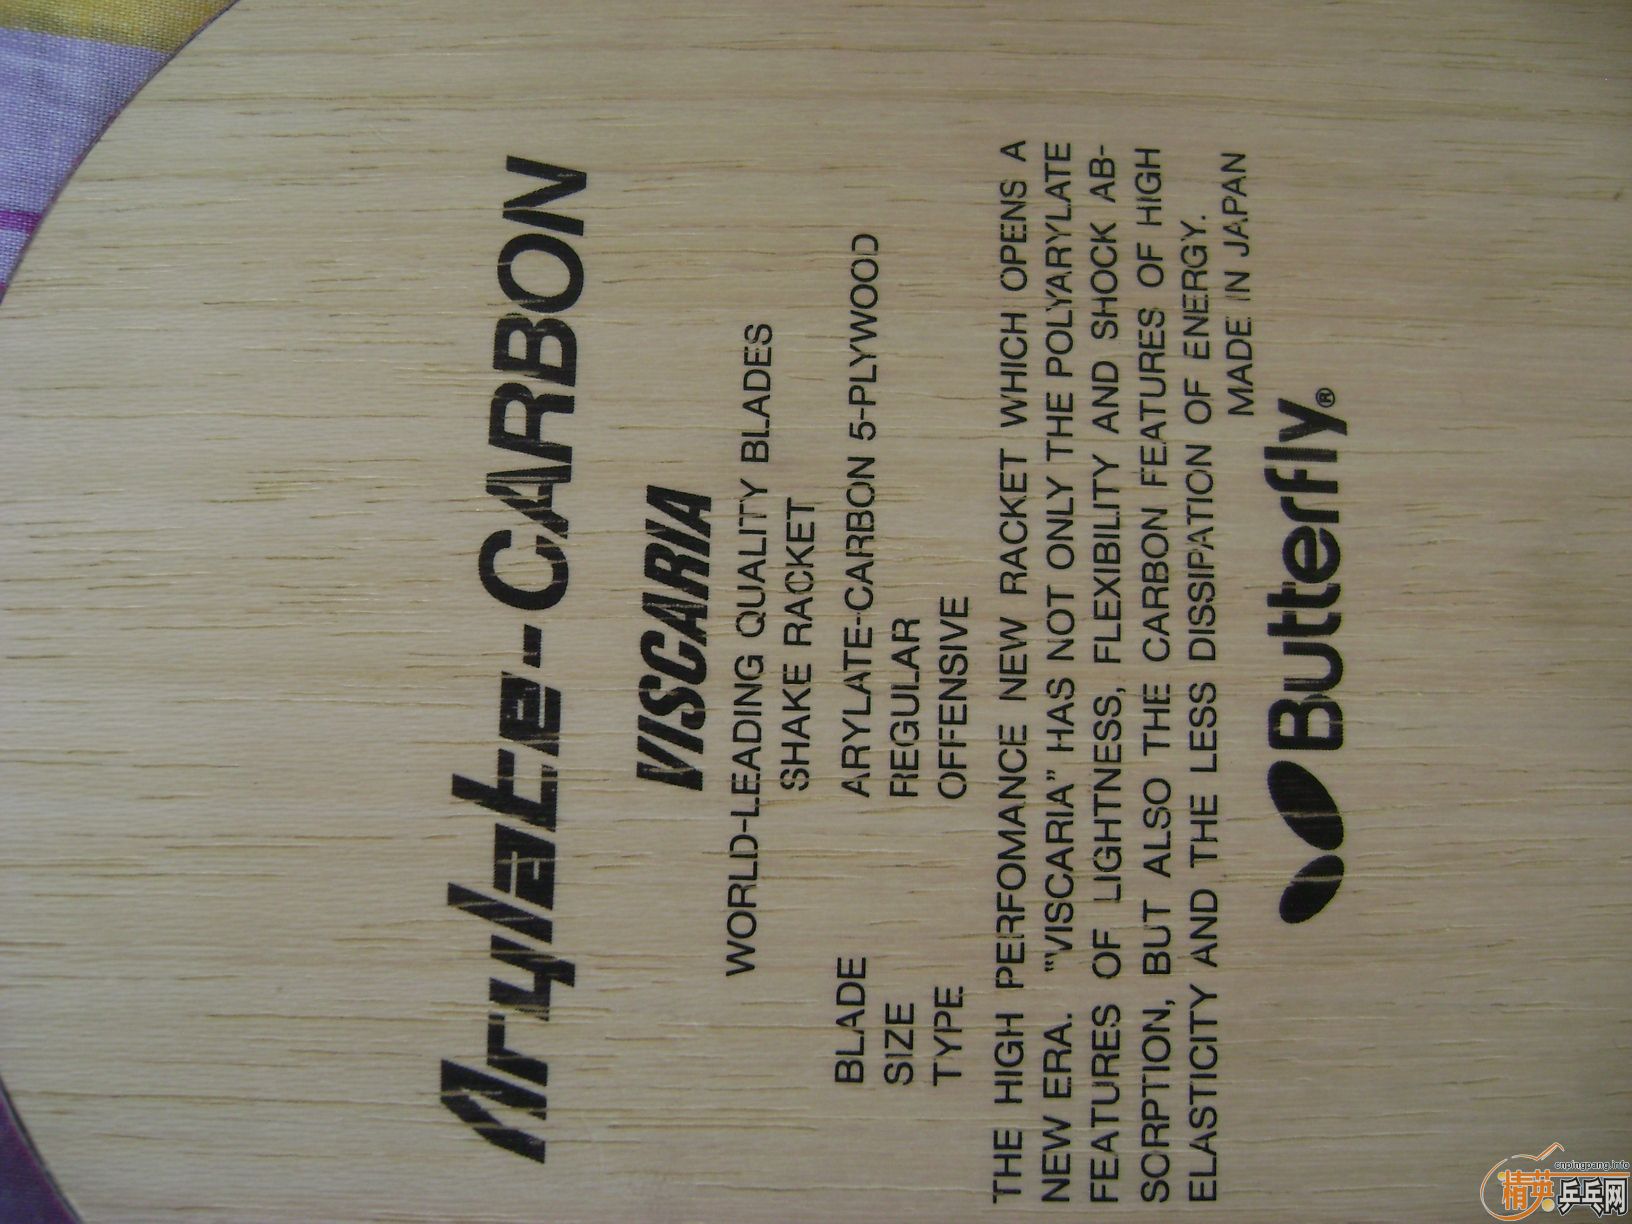 Arylate-CARBON
VISCARIA
WORLD-LEADING QUALITY BLADES
SHAKE RACKET
BLADE ARYLATE-CARBON 5-PLYWOOD
SIZE REGULAR
TYPE OFFENSIVE
THE HIGH PERFOMANCE NEW RACKET WHICH OPENS A
NEW ERA. "'VISCARIA" HAS NOT ONLY THE POLYARYLATE
FEATURES OF LIGHTNESS, FLEXIBILITY AND SHOCK AB-
SORPTION, BUT ALSO THE CARBON FEATURES OF HIGH
ELASTICITY AND THE LESS DISSIPATION OF ENERGY.
MADE IN JAPAN
Butterfly®
cnpingpang.info
精英乒乓网